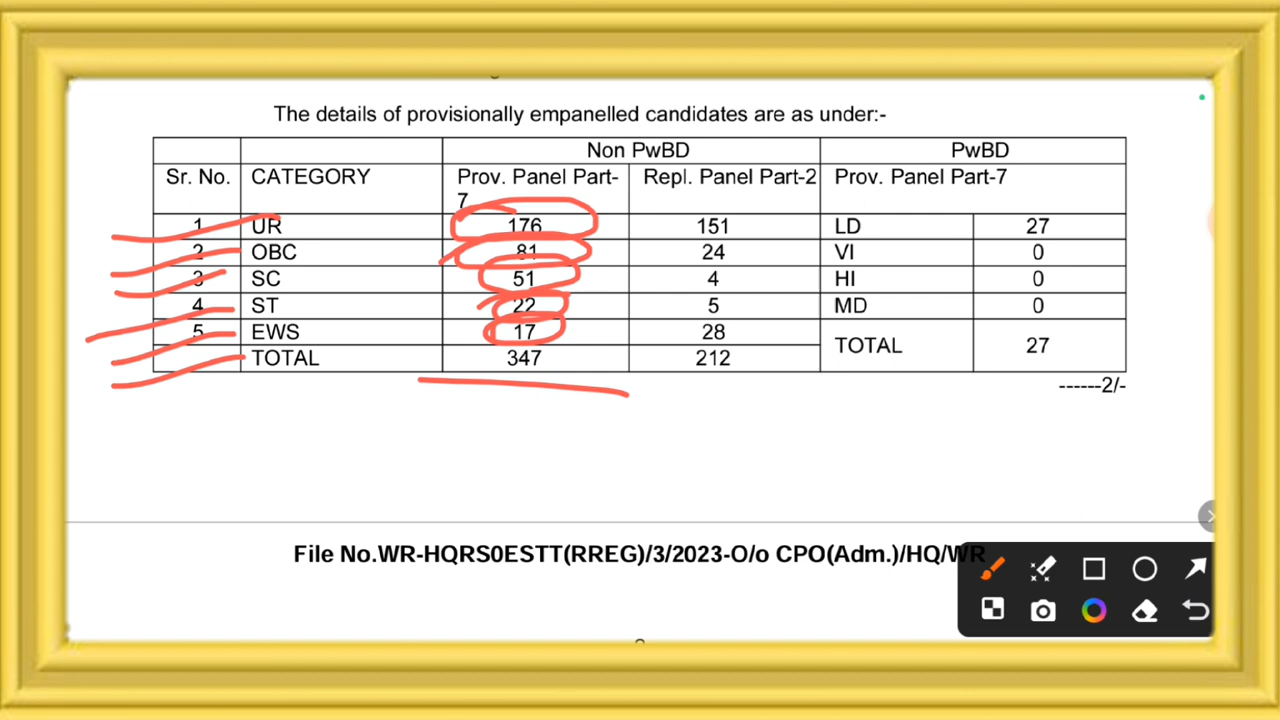 The details of provisionally empanelled candidates are as under:-
Non PwBD PwBD
Sr. No. CATEGORY Prov. Panel Part-7 Repl. Panel Part-2 Prov. Panel Part-7
1 UR 176 151 LD 27
2 OBC 81 24 VI 0
3 SC 51 4 HI 0
4 ST 22 5 MD 0
5 EWS 17 28 TOTAL 27
TOTAL 347 212
------2/-
File No.WR-HQRS0ESTT(RREG)/3/2023-O/o CPO(Adm.)/HQ/WR